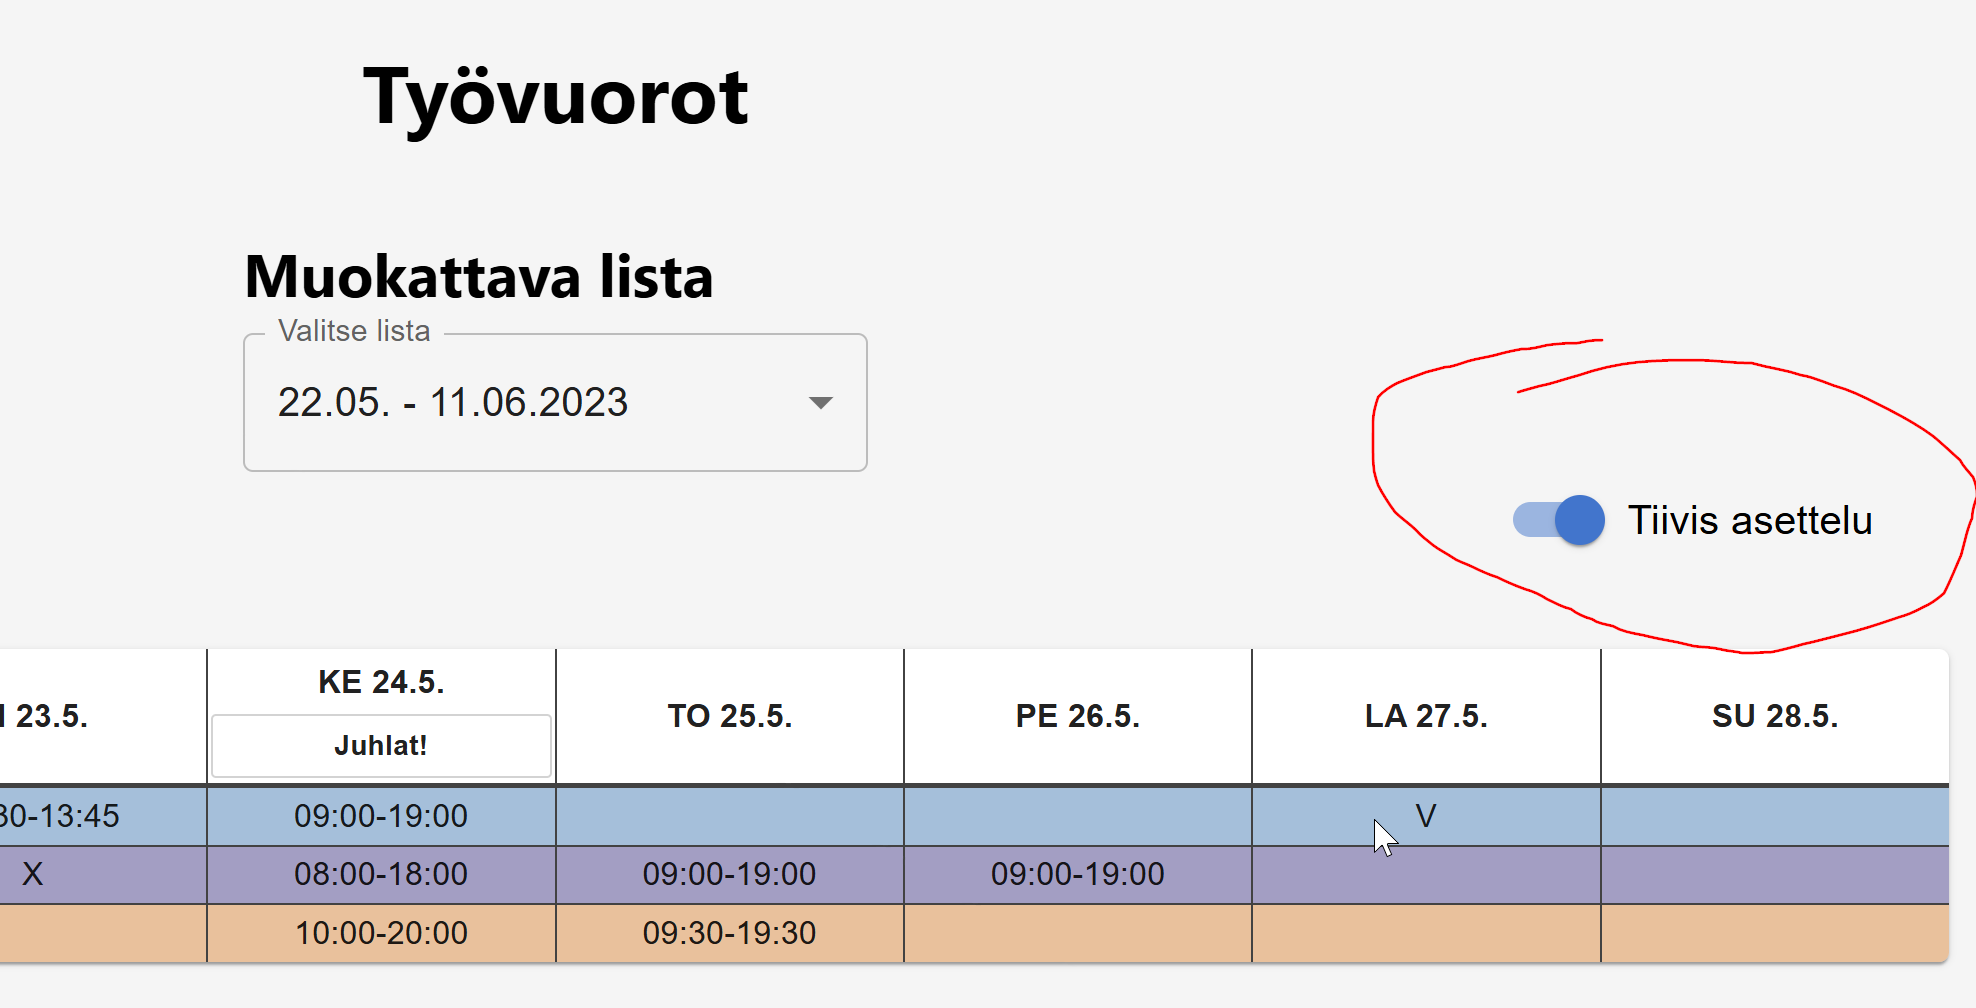 Työvuorot
Muokattava lista
Valitse lista
22.05. - 11.06.2023
Tiivis asettelu
23.5. KE 24.5. TO 25.5. PE 26.5. LA 27.5. SU 28.5.
Juhlat!
30-13:45 09:00-19:00 V
X 08:00-18:00 09:00-19:00 09:00-19:00
10:00-20:00 09:30-19:30